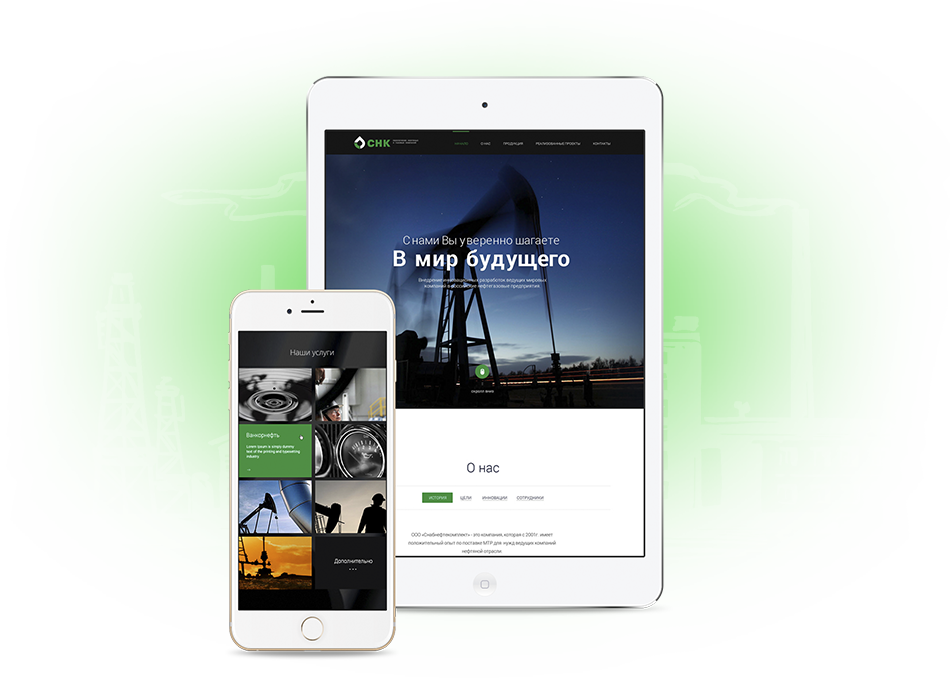 СНК
НАЧАЛО О НАС ПРОДУКЦИЯ РЕАЛИЗОВАННЫЕ ПРОЕКТЫ КОНТАКТЫ
С нами Вы уверенно шагаете
В мир будущего
Внедрение инновационных разработок ведущих мировых
компаний в российские нефтегазовые предприятия
О нас
ИСТОРИЯ ЦЕЛИ ИННОВАЦИИ СОТРУДНИКИ
ООО «Снабнефтекомплект» - это компания, которая с 2001г. имеет
положительный опыт по поставке МТР для нужд ведущих компаний
нефтяной отрасли
Наши услуги
Ванкорнефть
Lorem Ipsum is simply dummy
text of the printing and typesetting
industry.
Дополнительно